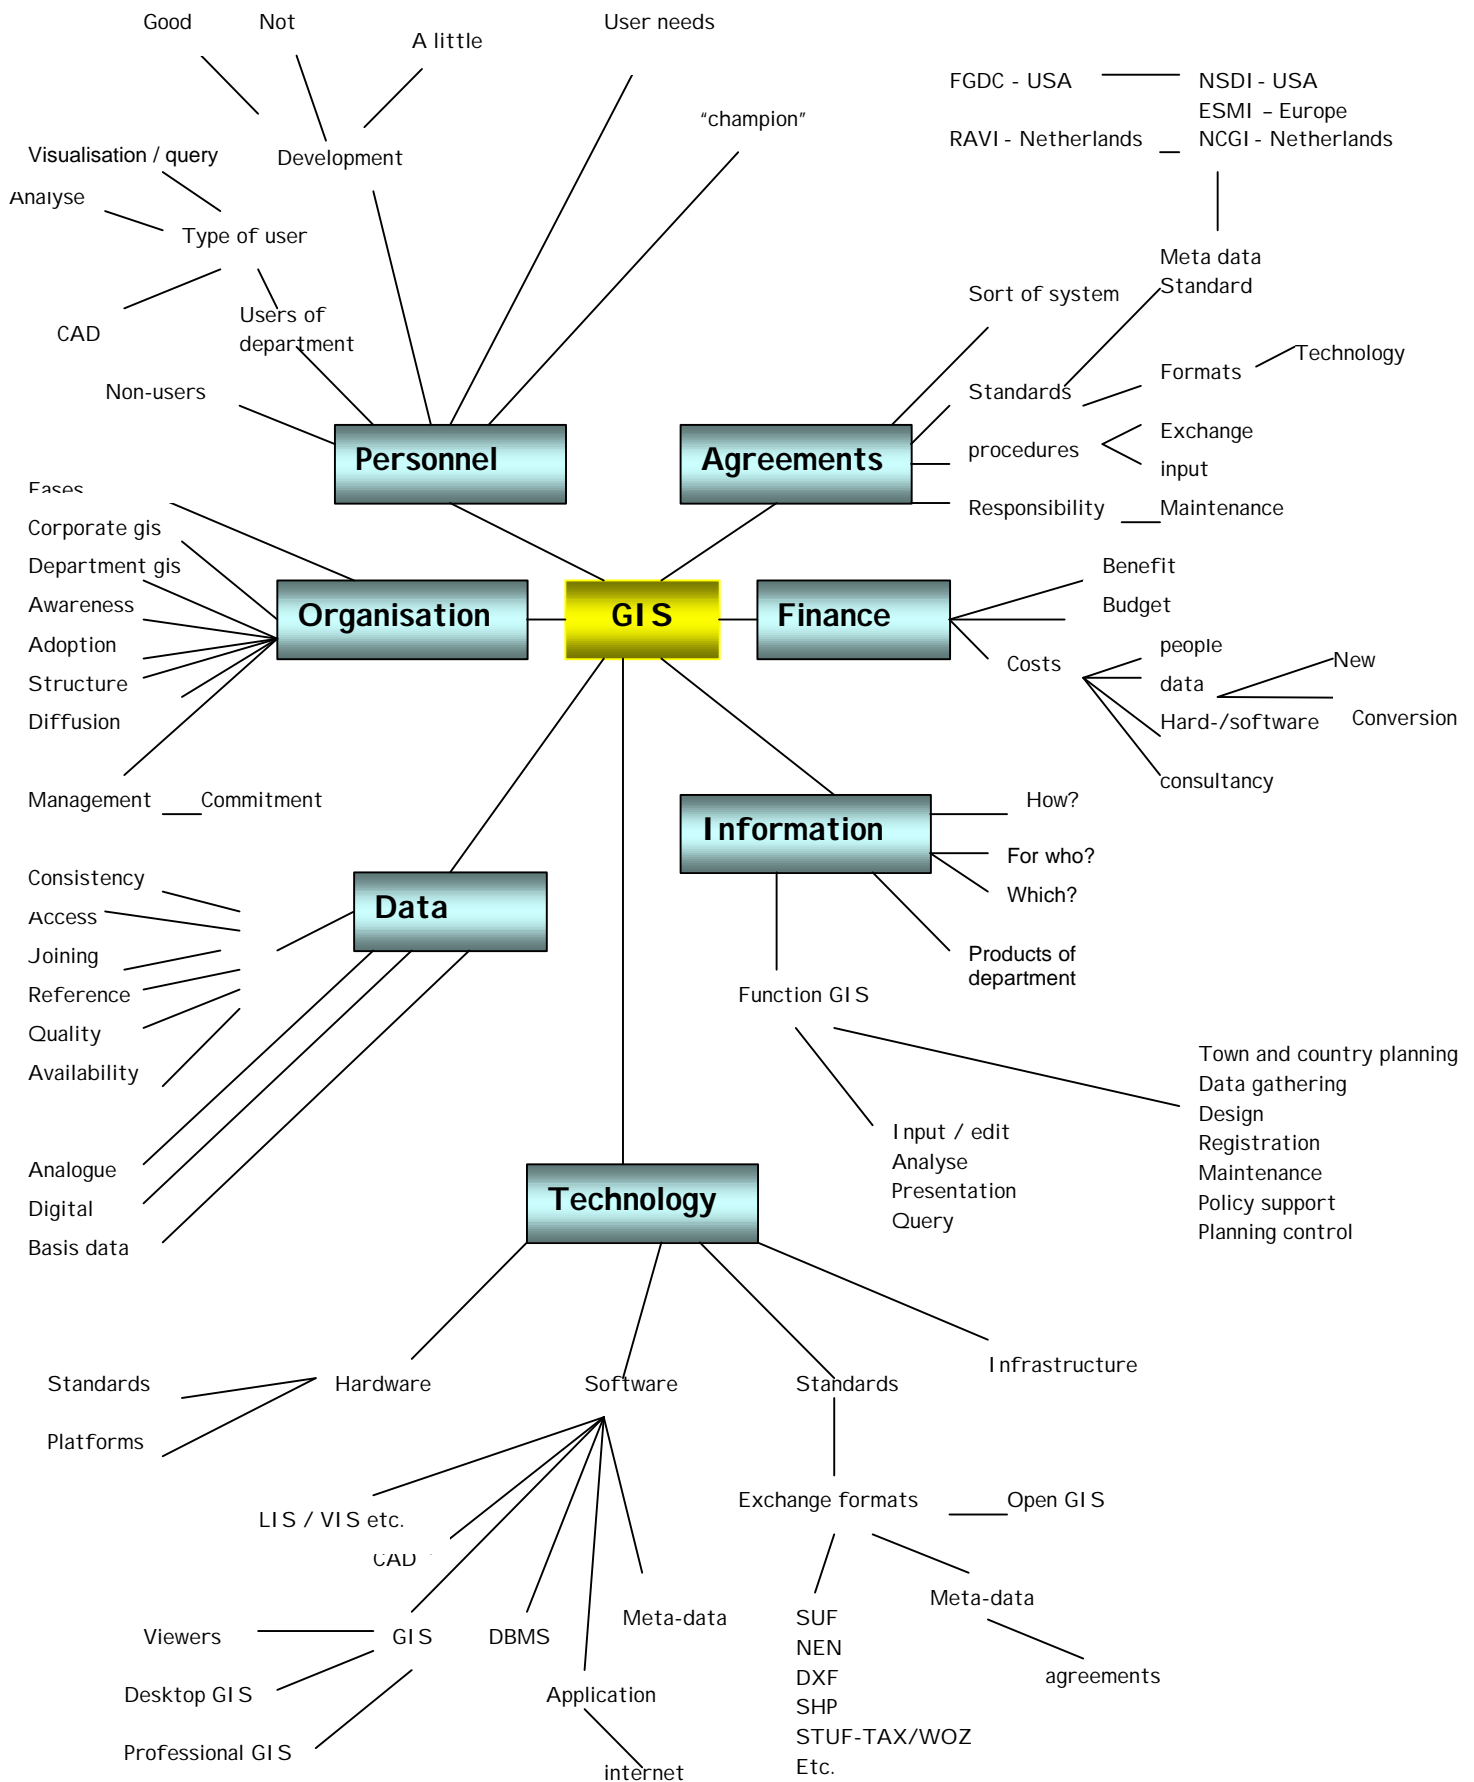 Good
Not
A little
User needs
"champion"
FGDC - USA
NSDI - USA
ESMI – Europe
RAVI - Netherlands
NCGI - Netherlands
Visualisation / query
Development
Analyse
Type of user
Meta data
Standard
Sort of system
Users of
department
CAD
Technology
Formats
Non-users
Standards
Personnel
Agreements
procedures
Exchange
input
Responsibility
Maintenance
Fases
Corporate gis
Department gis
Awareness
Adoption
Structure
Diffusion
Management
Commitment
Organisation
GIS
Finance
Benefit
Budget
Costs
people
data
Hard-/software
consultancy
New
Conversion
Information
How?
For who?
Which?
Products of
department
Function GIS
Consistency
Access
Joining
Reference
Quality
Availability
Data
Analogue
Digital
Basis data
Input / edit
Analyse
Presentation
Query
Town and country planning
Data gathering
Design
Registration
Maintenance
Policy support
Planning control
Technology
Infrastructure
Standards
Platforms
Hardware
Software
Standards
LIS / VIS etc.
CAD
Exchange formats
Open GIS
Viewers
GIS
DBMS
Meta-data
Meta-data
Desktop GIS
Professional GIS
Application
internet
SUF
NEN
DXF
SHP
STUF-TAX/WOZ
Etc.
agreements